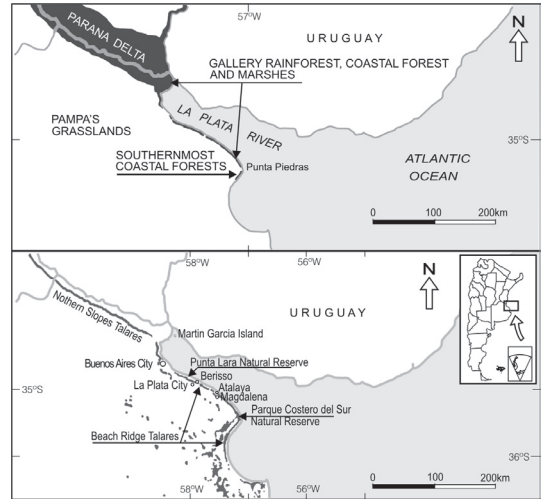 57°W
N
URUGUAY
PARANA DELTA
GALLERY RAINFOREST, COASTAL FOREST
AND MARSHES
LA PLATA RIVER
PAMPA'S
GRASSLANDS
35°S
SOUTHERNMOST
COASTAL FORESTS
Punta Piedras
ATLANTIC
OCEAN
0 100 200km
58°W 56°W
N
Nothern Slopes Talares
URUGUAY
Martin Garcia Island
Buenos Aires City
Punta Lara Natural Reserve
Berisso
La Plata City
Atalaya
Magdalena
35°S
Parque Costero del Sur
Natural Reserve
Beach Ridge Talares
36°S
0 100 200km
58°W 56°W